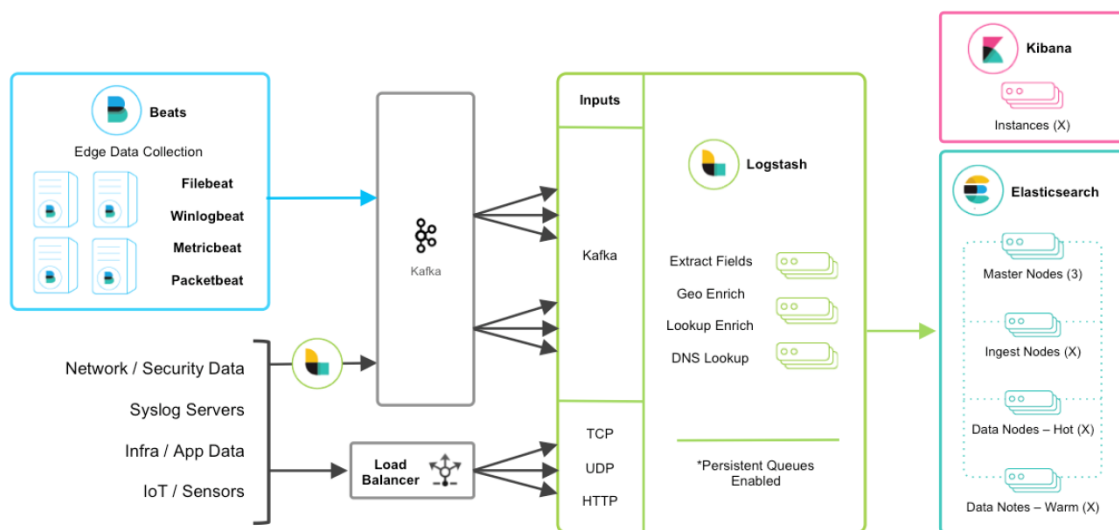 Beats
Edge Data Collection
Filebeat
Winlogbeat
Metricbeat
Packetbeat
Network / Security Data
Syslog Servers
Infra / App Data
IoT / Sensors
Kafka
Load
Balancer
Inputs
Kafka
TCP
UDP
HTTP
Logstash
Extract Fields
Geo Enrich
Lookup Enrich
DNS Lookup
*Persistent Queues
Enabled
Kibana
Instances (X)
Elasticsearch
Master Nodes (3)
Ingest Nodes (X)
Data Nodes – Hot (X)
Data Notes – Warm (X)